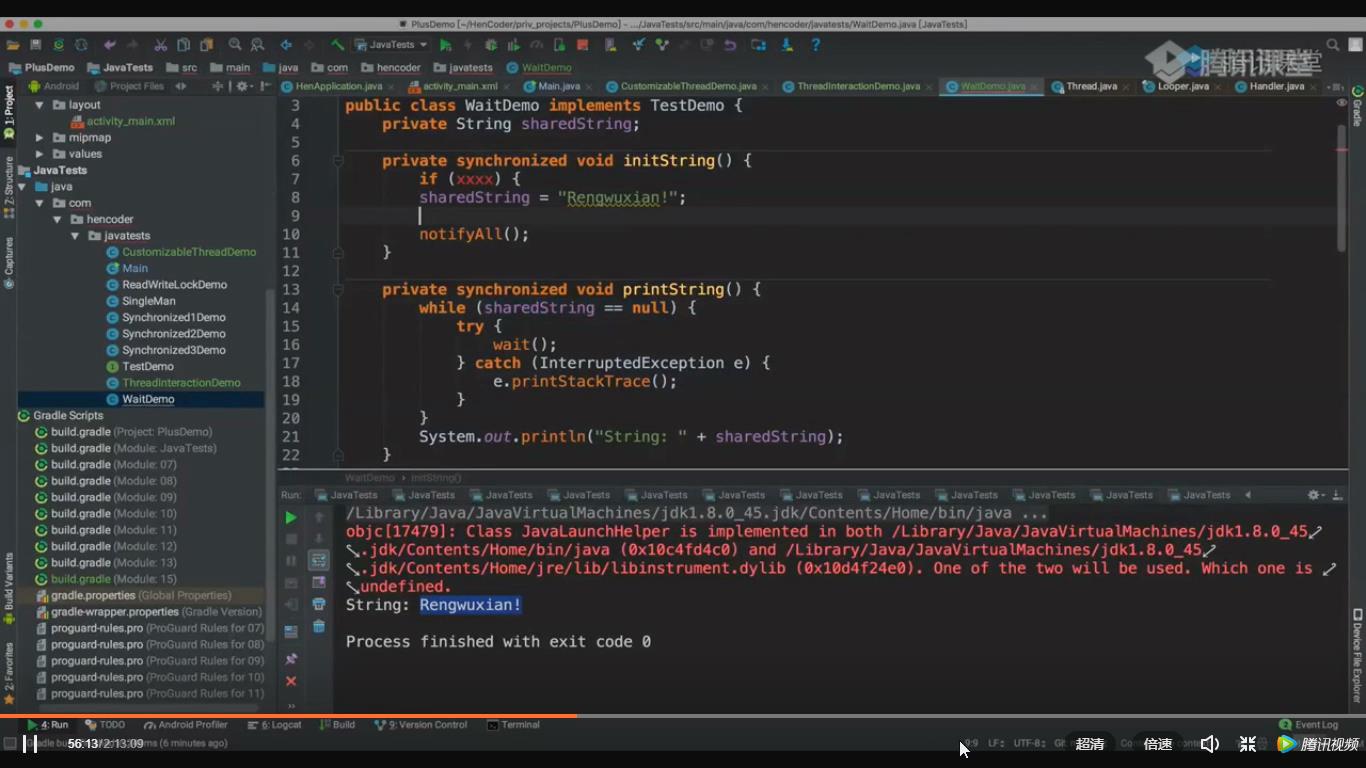 PlusDemo [~/HenCoder/priv_projects/PlusDemo] - .../JavaTests/src/main/java/com/hencoder/javatests/WaitDemo.java [JavaTests]
JavaTests
PlusDemo JavaTests src main java com hencoder javatests WaitDemo
腾讯课堂
Android Project Files
HenApplication.java activity_main.xml Main.java CustomizableThreadDemo.java ThreadInteractionDemo.java WaitDemo.java Thread.java Looper.java Handler.java
1: Project
Z: Structure
Captures
Build Variants
2: Favorites
layout
activity_main.xml
mipmap
values
JavaTests
java
com
hencoder
javatests
CustomizableThreadDemo
Main
ReadWriteLockDemo
SingleMan
Synchronized1Demo
Synchronized2Demo
Synchronized3Demo
TestDemo
ThreadInteractionDemo
WaitDemo
Gradle Scripts
build.gradle (Project: PlusDemo)
build.gradle (Module: JavaTests)
build.gradle (Module: 07)
build.gradle (Module: 08)
build.gradle (Module: 09)
build.gradle (Module: 10)
build.gradle (Module: 11)
build.gradle (Module: 12)
build.gradle (Module: 13)
build.gradle (Module: 15)
gradle.properties (Global Properties)
gradle-wrapper.properties (Gradle Version)
proguard-rules.pro (ProGuard Rules for 07)
proguard-rules.pro (ProGuard Rules for 08)
proguard-rules.pro (ProGuard Rules for 09)
proguard-rules.pro (ProGuard Rules for 10)
proguard-rules.pro (ProGuard Rules for 11)
3 public class WaitDemo implements TestDemo {
4 private String sharedString;
5
6 private synchronized void initString() {
7 if (xxxx) {
8 sharedString = "Rengwuxian!";
9
10 notifyAll();
11 }
12
13 private synchronized void printString() {
14 while (sharedString == null) {
15 try {
16 wait();
17 } catch (InterruptedException e) {
18 e.printStackTrace();
19 }
20 }
21 System.out.println("String: " + sharedString);
22 }
WaitDemo › initString()
Run: JavaTests JavaTests JavaTests JavaTests JavaTests JavaTests JavaTests JavaTests JavaTests JavaTests JavaTests JavaTests
/Library/Java/JavaVirtualMachines/jdk1.8.0_45.jdk/Contents/Home/bin/java ...
objc[17479]: Class JavaLaunchHelper is implemented in both /Library/Java/JavaVirtualMachines/jdk1.8.0_45
.jdk/Contents/Home/bin/java (0x10c4fd4c0) and /Library/Java/JavaVirtualMachines/jdk1.8.0_45
.jdk/Contents/Home/jre/lib/libinstrument.dylib (0x10d4f24e0). One of the two will be used. Which one is
undefined.
String: Rengwuxian!
Process finished with exit code 0
Gradle
Device File Explorer
4: Run TODO Android Profiler 6: Logcat Build 9: Version Control Terminal 2 Event Log
56:13/2:13:09 (6 minutes ago)
9:9 LF÷ UTF-8÷ 超清 倍速 腾讯视频